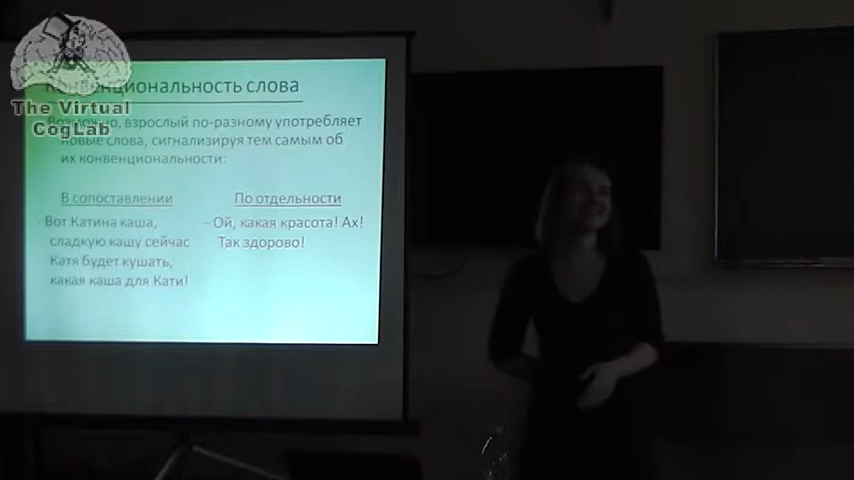 The Virtual
CogLab
Конвенциональность слова
Возможно, взрослый по-разному употребляет
новые слова, сигнализируя тем самым об
их конвенциональности:
В сопоставлении
- Вот Катина каша,
сладкую кашу сейчас
Катя будет кушать,
какая каша для Кати!
По отдельности
- Ой, какая красота! Ах!
Так здорово!